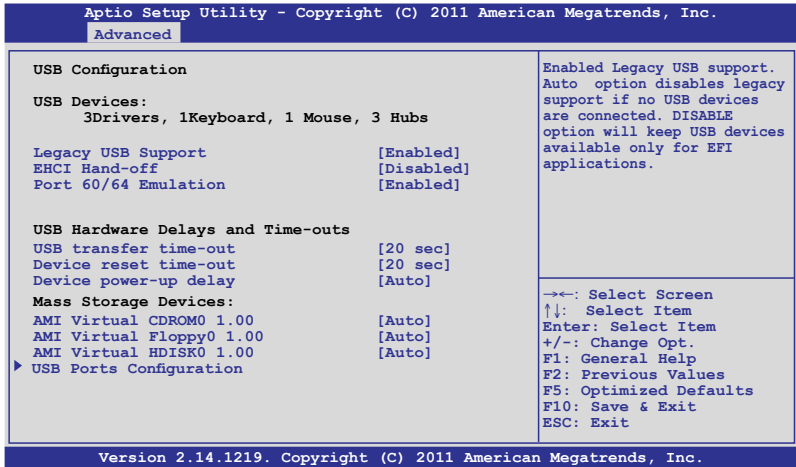 Aptio Setup Utility - Copyright (C) 2011 American Megatrends, Inc.
Advanced
USB Configuration
USB Devices:
3Drivers, 1Keyboard, 1 Mouse, 3 Hubs
Legacy USB Support [Enabled]
EHCI Hand-off [Disabled]
Port 60/64 Emulation [Enabled]
USB Hardware Delays and Time-outs
USB transfer time-out [20 sec]
Device reset time-out [20 sec]
Device power-up delay [Auto]
Mass Storage Devices:
AMI Virtual CDROM0 1.00 [Auto]
AMI Virtual Floppy0 1.00 [Auto]
AMI Virtual HDISK0 1.00 [Auto]
USB Ports Configuration
Enabled Legacy USB support.
Auto option disables legacy
support if no USB devices
are connected. DISABLE
option will keep USB devices
available only for EFI
applications.
→←: Select Screen
↑↓: Select Item
Enter: Select Item
+/-: Change Opt.
F1: General Help
F2: Previous Values
F5: Optimized Defaults
F10: Save & Exit
ESC: Exit
Version 2.14.1219. Copyright (C) 2011 American Megatrends, Inc.